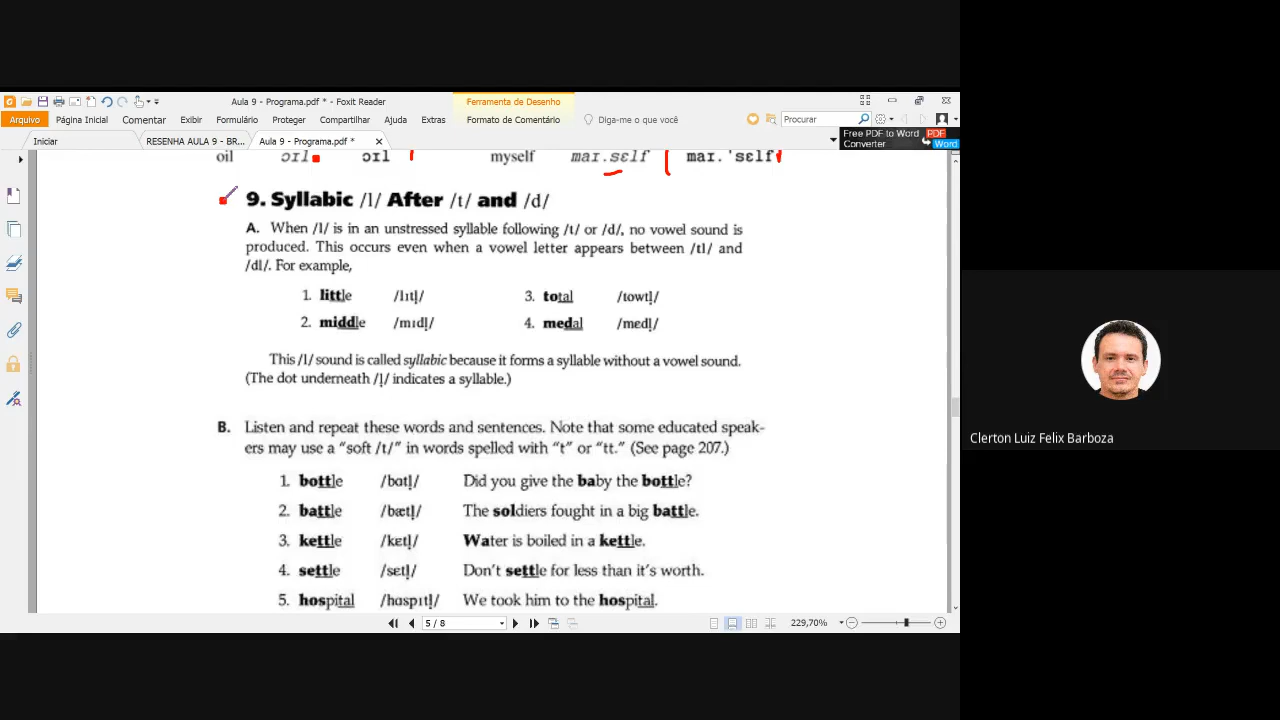 Aula 9 - Programa.pdf * - Foxit Reader
Ferramenta de Desenho
Arquivo Página Inicial Comentar Exibir Formulário Proteger Compartilhar Ajuda Extras Formato de Comentário Diga-me o que você Procurar
Iniciar RESENHA AULA 9 - BR... Aula 9 - Programa.pdf *
Free PDF to Word Converter PDF Word
oil ɔɪl ɔɪl myself maɪ.sɛlf maɪ.ˈsɛlf
9. Syllabic /l/ After /t/ and /d/
A. When /l/ is in an unstressed syllable following /t/ or /d/, no vowel sound is
produced. This occurs even when a vowel letter appears between /tl/ and
/dl/. For example,
1. little /lɪtl̩/ 3. total /towtl̩/
2. middle /mɪdl̩/ 4. medal /mɛdl̩/
This /l/ sound is called syllabic because it forms a syllable without a vowel sound.
(The dot underneath /l̩/ indicates a syllable.)
B. Listen and repeat these words and sentences. Note that some educated speak-
ers may use a "soft /t/" in words spelled with "t" or "tt." (See page 207.)
1. bottle /bɑtl̩/ Did you give the baby the bottle?
2. battle /bætl̩/ The soldiers fought in a big battle.
3. kettle /kɛtl̩/ Water is boiled in a kettle.
4. settle /sɛtl̩/ Don't settle for less than it's worth.
5. hospital /hɑspɪtl̩/ We took him to the hospital.
5 / 8
229,70%
Clerton Luiz Felix Barboza